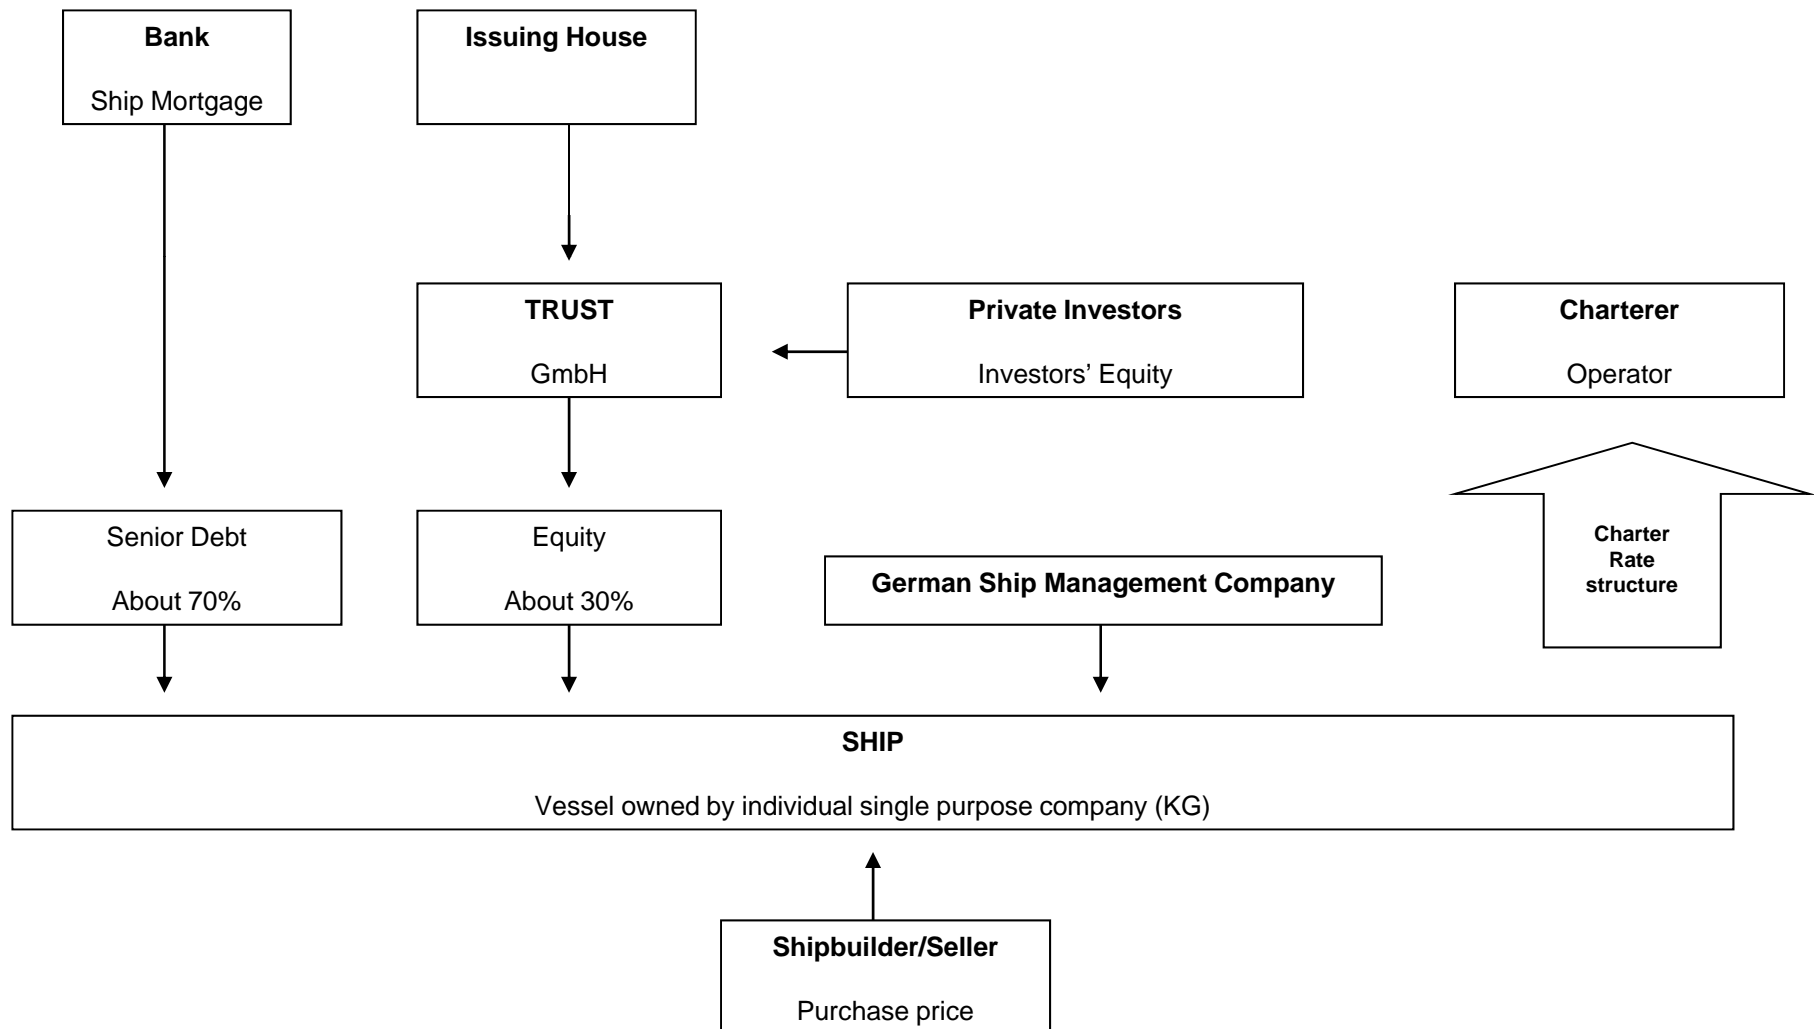 Bank
Ship Mortgage
Issuing House
TRUST
GmbH
Private Investors
Investors’ Equity
Charterer
Operator
Senior Debt
About 70%
Equity
About 30%
German Ship Management Company
Charter
Rate
structure
SHIP
Vessel owned by individual single purpose company (KG)
Shipbuilder/Seller
Purchase price